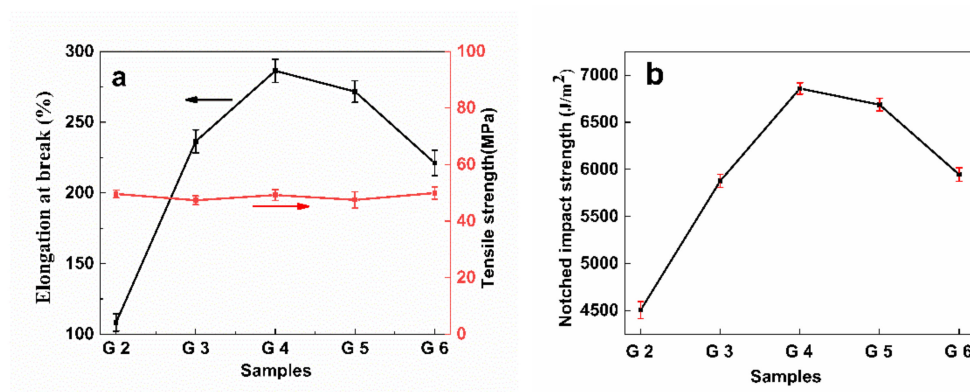 a
Elongation at break (%)
300
250
200
150
100
100
80
60
40
20
0
Tensile strength(MPa)
G 2 G 3 G 4 G 5 G 6
Samples
b
Notched impact strength (J/m²)
7000
6500
6000
5500
5000
4500
G 2 G 3 G 4 G 5 G 6
Samples